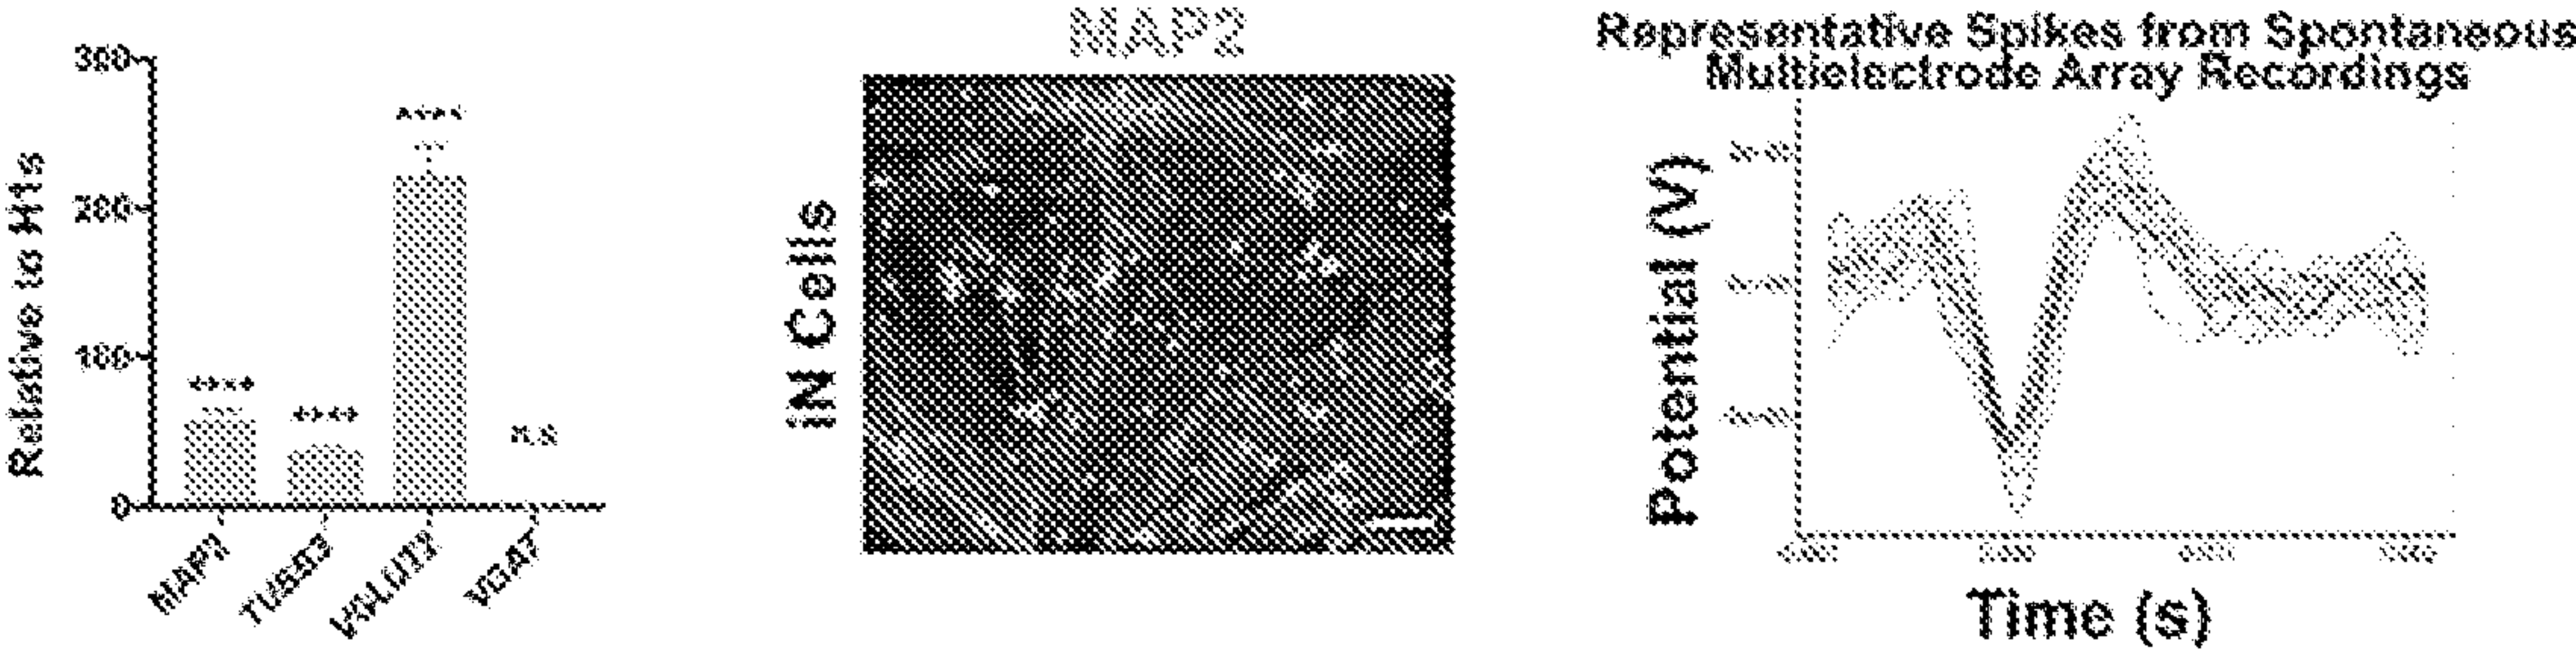 Relative to H1s
300
200
100
0
****
****
****
n.s
MAP2
TUBB3
VGLUT2
VGAT
MAP2
iN Cells
Representative Spikes from Spontaneous
Multielectrode Array Recordings
Potential (V)
Time (s)